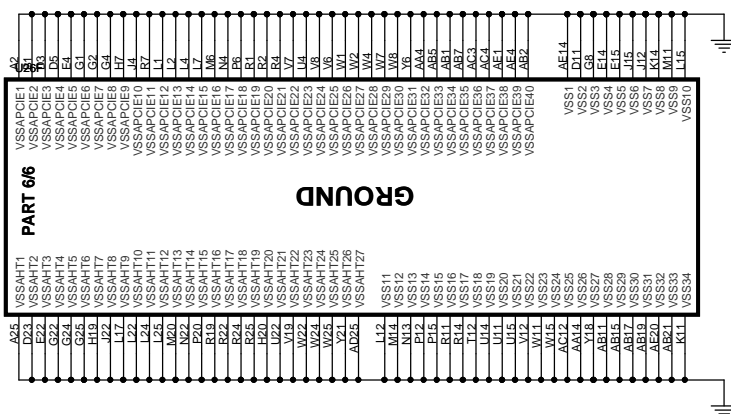 A2
B1
D3
D5
E4
G1
G2
G4
H7
J4
R7
L1
L2
L4
L7
M6
N4
P6
R1
R2
R4
V7
U4
V8
V6
W1
W2
W4
W7
W8
Y6
AA4
AB5
AB1
AB7
AC3
AC4
AE1
AE4
AB2
AE14
D11
G8
E14
E15
J15
J12
K14
M11
L15
U26F
VSSAPCIE1
VSSAPCIE2
VSSAPCIE3
VSSAPCIE4
VSSAPCIE5
VSSAPCIE6
VSSAPCIE7
VSSAPCIE8
VSSAPCIE9
VSSAPCIE10
VSSAPCIE11
VSSAPCIE12
VSSAPCIE13
VSSAPCIE14
VSSAPCIE15
VSSAPCIE16
VSSAPCIE17
VSSAPCIE18
VSSAPCIE19
VSSAPCIE20
VSSAPCIE21
VSSAPCIE22
VSSAPCIE23
VSSAPCIE24
VSSAPCIE25
VSSAPCIE26
VSSAPCIE27
VSSAPCIE28
VSSAPCIE29
VSSAPCIE30
VSSAPCIE31
VSSAPCIE32
VSSAPCIE33
VSSAPCIE34
VSSAPCIE35
VSSAPCIE36
VSSAPCIE37
VSSAPCIE38
VSSAPCIE39
VSSAPCIE40
VSS1
VSS2
VSS3
VSS4
VSS5
VSS6
VSS7
VSS8
VSS9
VSS10
PART 6/6
GROUND
VSSAHT1
VSSAHT2
VSSAHT3
VSSAHT4
VSSAHT5
VSSAHT6
VSSAHT7
VSSAHT8
VSSAHT9
VSSAHT10
VSSAHT11
VSSAHT12
VSSAHT13
VSSAHT14
VSSAHT15
VSSAHT16
VSSAHT17
VSSAHT18
VSSAHT19
VSSAHT20
VSSAHT21
VSSAHT22
VSSAHT23
VSSAHT24
VSSAHT25
VSSAHT26
VSSAHT27
VSS11
VSS12
VSS13
VSS14
VSS15
VSS16
VSS17
VSS18
VSS19
VSS20
VSS21
VSS22
VSS23
VSS24
VSS25
VSS26
VSS27
VSS28
VSS29
VSS30
VSS31
VSS32
VSS33
VSS34
A25
D23
E22
G22
G24
G25
H19
J22
L17
L22
L24
L25
M20
N22
P20
R19
R22
R24
R25
H20
U22
V19
W22
W24
W25
Y21
AD25
L12
M14
N13
P12
P15
R11
R14
T12
U14
U11
U15
V12
W11
W15
AC12
AA14
Y18
AB11
AB15
AB17
AB19
AE20
AB21
K11